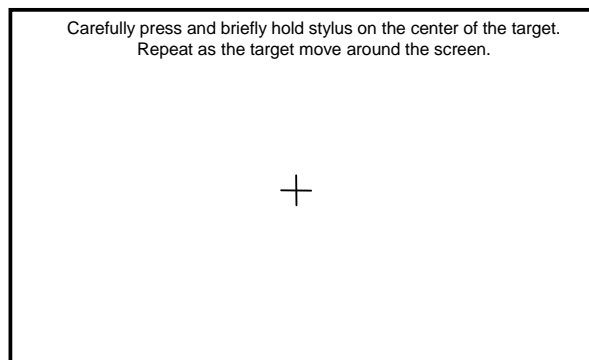 Carefully press and briefly hold stylus on the center of the target.
Repeat as the target move around the screen.